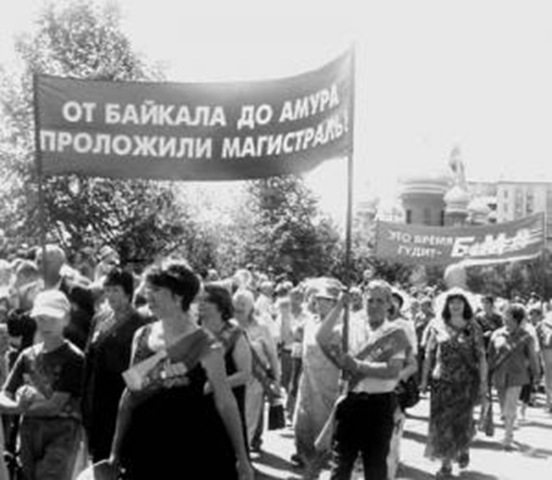 ОТ БАЙКАЛА ДО АМУРА
ПРОЛОЖИЛИ МАГИСТРАЛЬ!
ЭТО ВРЕМЯ
ГУДИТ-
БАМ